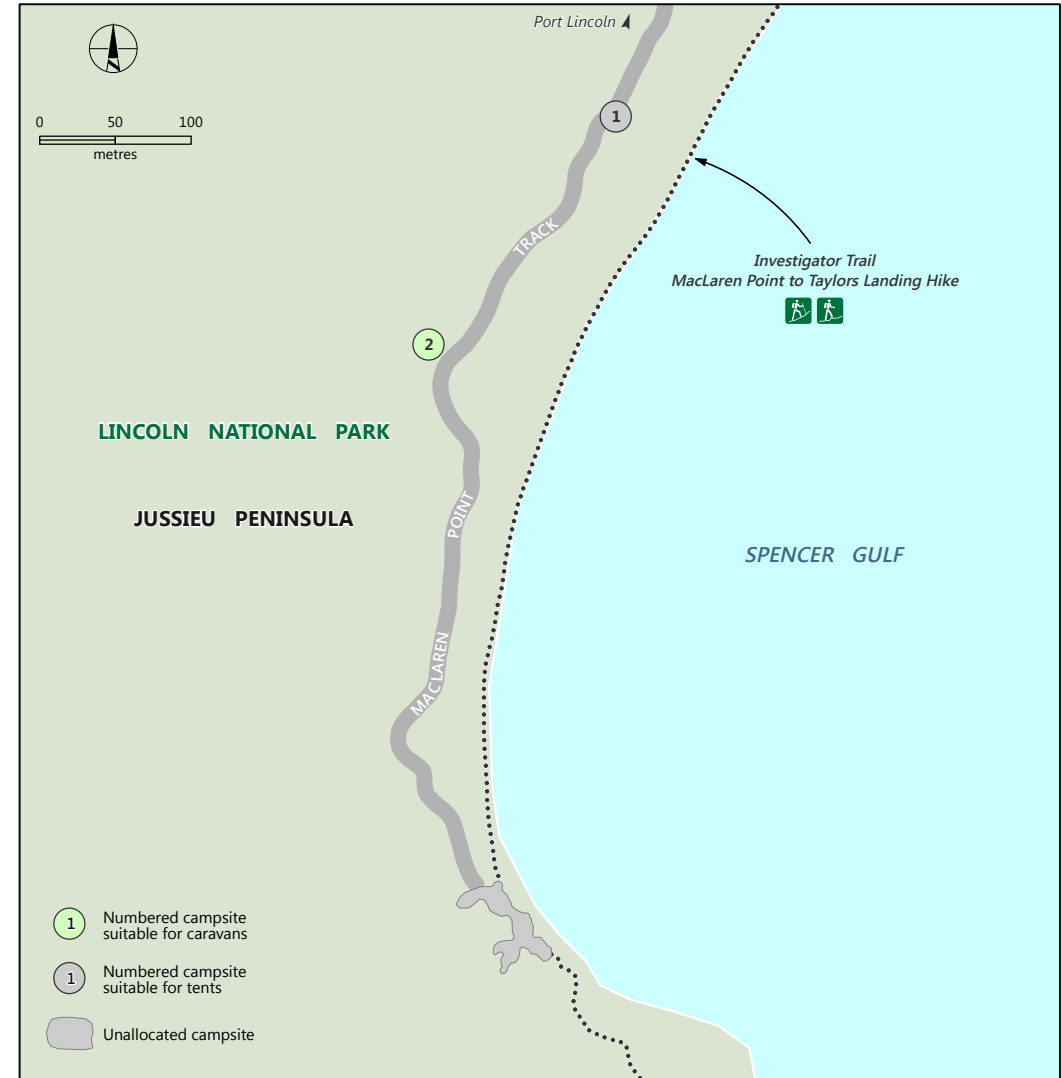 Port Lincoln
0 50 100
metres
1
TRACK
Investigator Trail
MacLaren Point to Taylors Landing Hike
2
LINCOLN NATIONAL PARK
POINT
JUSSIEU PENINSULA
SPENCER GULF
MACLAREN
1
Numbered campsite
suitable for caravans
1
Numbered campsite
suitable for tents
Unallocated campsite